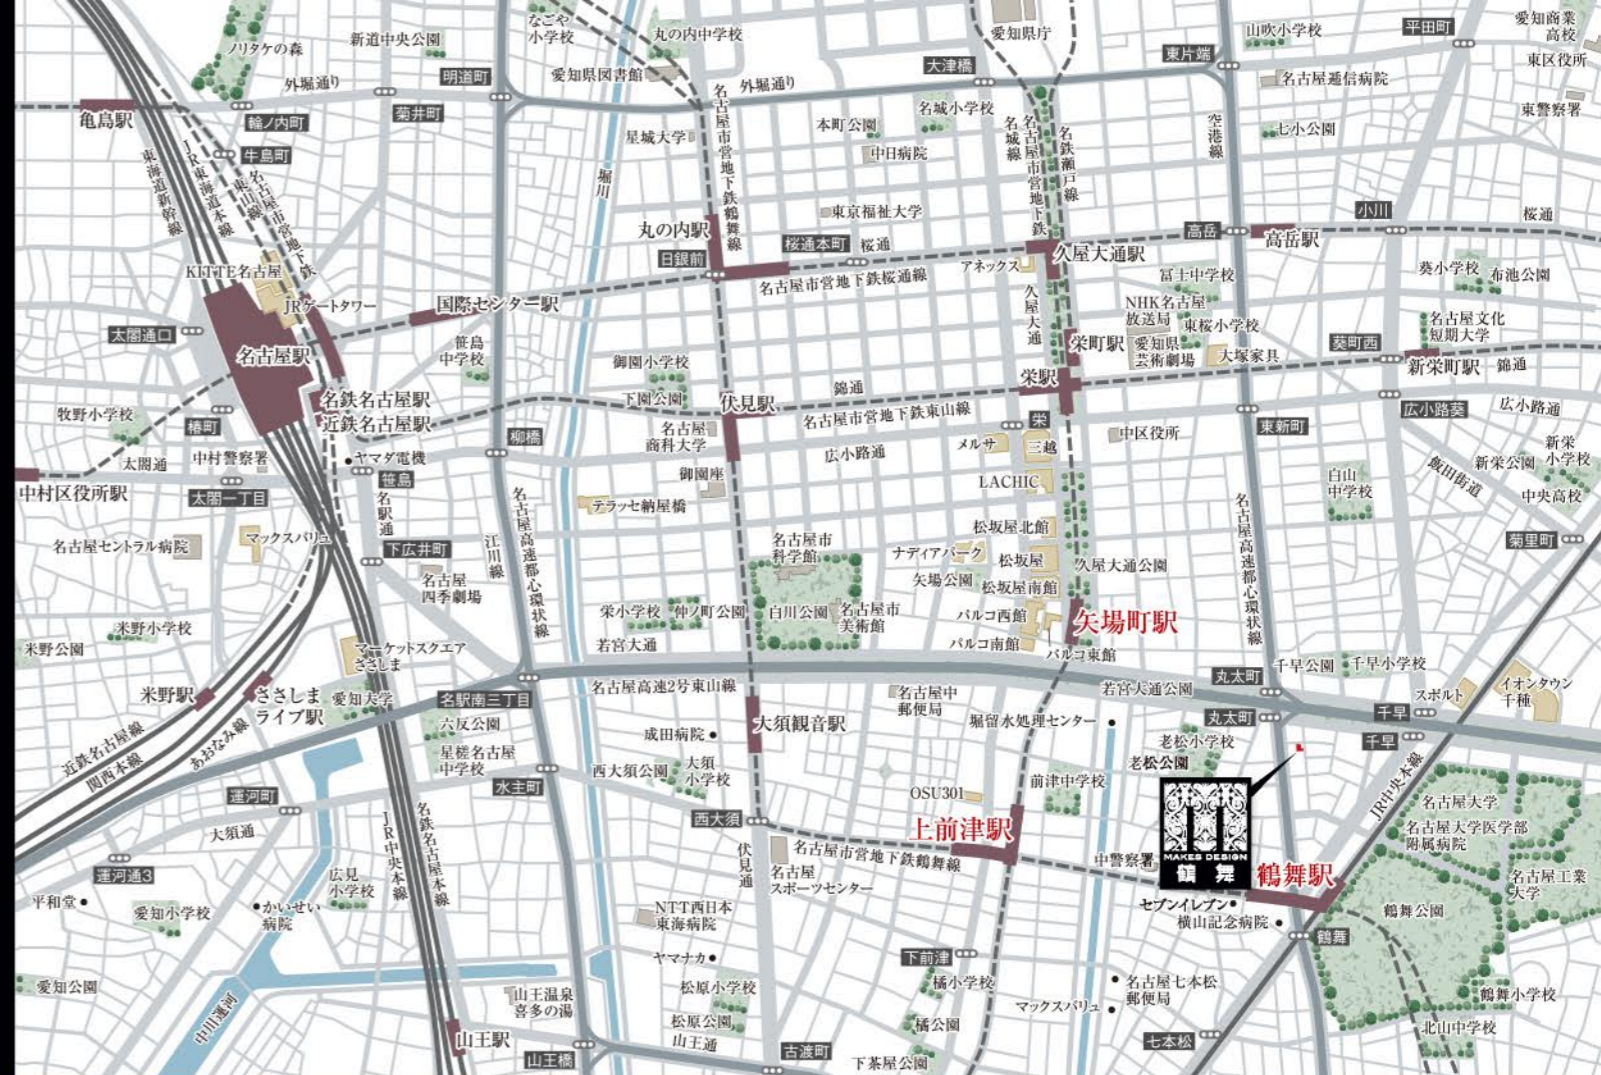 なごや
小学校
丸の内中学校
愛知県庁
山吹小学校
平田町
愛知商業
高校
ノリタケの森
新道中央公園
東片端
東区役所
外堀通り
明道町
愛知県図書館
外堀通り
大津橋
名古屋逓信病院
東警察署
亀島駅
輪ノ内町
菊井町
名城小学校
本町公園
星城大学
中日病院
七小公園
牛島町
東海道新幹線
JR東海道本線
名古屋市営地下鉄
東山線
堀川
名古屋市営地下鉄鶴舞線
名古屋市営地下鉄
名城線
名鉄瀬戸線
空港線
東京福祉大学
丸の内駅
桜通本町
桜通
日銀前
高岳
高岳駅
小川
桜通
アネックス
久屋大通駅
冨士中学校
葵小学校
布池公園
KITTE名古屋
JRゲートタワー
国際センター駅
名古屋市営地下鉄桜通線
久屋大通
NHK名古屋
放送局
東桜小学校
名古屋文化
短期大学
太閤通口
笹島
中学校
名古屋駅
御園小学校
栄町駅
愛知県
芸術劇場
大塚家具
葵町西
新栄町駅
錦通
栄駅
錦通
名鉄名古屋駅
近鉄名古屋駅
下園公園
伏見駅
名古屋市営地下鉄東山線
広小路葵
広小路通
牧野小学校
椿町
柳橋
名古屋
商科大学
広小路通
栄
メルサ
三越
中区役所
東新町
新栄
小学校
新栄公園
太閤通
中村警察署
ヤマダ電機
笹島
中村区役所駅
太閤一丁目
名駅通
御園座
テラッセ納屋橋
LACHIC
白山
中学校
飯田街道
中央高校
菊里町
名古屋セントラル病院
マックスバリュ
下広井町
江川線
名古屋高速都心環状線
名古屋市
科学館
松坂屋北館
ナディアパーク
松坂屋
久屋大通公園
矢場公園
松坂屋南館
名古屋高速都心環状線
名古屋
四季劇場
栄小学校
仲ノ町公園
白川公園
名古屋市
美術館
パルコ西館
矢場町駅
米野小学校
米野公園
マーケットスクエア
ささしま
若宮大通
パルコ南館
パルコ東館
千早公園
千早小学校
丸太町
イオンタウン
千種
スポルト
米野駅
ささしま
ライブ駅
愛知大学
名駅南三丁目
名古屋高速2号東山線
名古屋中
郵便局
若宮大通公園
丸太町
千早
千早
近鉄名古屋線
関西本線
あおなみ線
六反公園
成田病院
大須観音駅
堀留水処理センター
老松小学校
老松公園
星槎名古屋
中学校
水主町
西大須公園
大須
小学校
前津中学校
JR中央本線
運河町
大須通
OSU301
名古屋大学
名古屋大学医学部
附属病院
MAKES DESIGN
鶴舞
JR中央本線
名鉄名古屋本線
西大須
上前津駅
名古屋市営地下鉄鶴舞線
中警察署
鶴舞駅
運河通3
広見
小学校
伏見通
名古屋
スポーツセンター
名古屋工業
大学
平和堂
愛知小学校
かいせい
病院
NTT西日本
東海病院
セブンイレブン
横山記念病院
鶴舞公園
鶴舞
愛知公園
ヤマナカ
下前津
橘小学校
松原小学校
名古屋七本松
郵便局
鶴舞小学校
中川運河
山王温泉
喜多の湯
松原公園
マックスバリュ
橘公園
北山中学校
山王駅
山王橋
山王通
古渡町
下茶屋公園
七本松